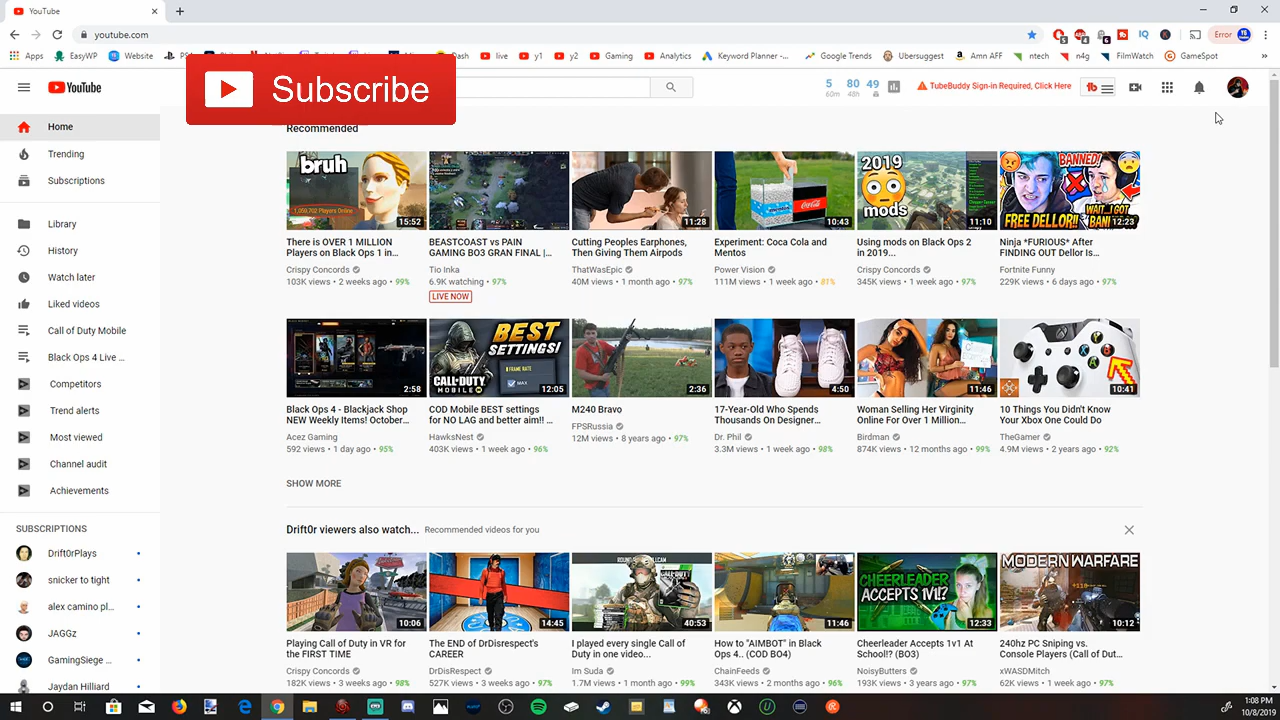 YouTube
youtube.com
Error
Apps
EasyWP
Website
Dash
live
y1
y2
Gaming
Analytics
Keyword Planner -...
Google Trends
Ubersuggest
Amn AFF
ntech
n4g
FilmWatch
GameSpot
YouTube
Subscribe
5 80 49
60m 48h
TubeBuddy Sign-in Required, Click Here
tb
Home
Trending
Subscriptions
Library
History
Watch later
Liked videos
Call of Duty Mobile
Black Ops 4 Live ...
Competitors
Trend alerts
Most viewed
Channel audit
Achievements
SUBSCRIPTIONS
Drift0rPlays
snicker to tight
alex camino pl...
JAGGz
GamingSiege ...
Jaydan Hilliard
Recommended
bruh
1,050,702 Players Online
15:52
There is OVER 1 MILLION
Players on Black Ops 1 in...
Crispy Concords
103K views • 2 weeks ago • 99%
BEASTCOAST vs PAIN
GAMING BO3 GRAN FINAL |...
Tio Inka
6.9K watching • 97%
LIVE NOW
11:28
Cutting Peoples Earphones,
Then Giving Them Airpods
ThatWasEpic
40M views • 1 month ago • 97%
Coca-Cola
10:43
Experiment: Coca Cola and
Mentos
Power Vision
111M views • 1 week ago • 81%
2019
mods
11:10
Using mods on Black Ops 2
in 2019...
Crispy Concords
345K views • 1 week ago • 97%
BANNED!
FREE DELLOR!!
WAIT...I GOT BAN!
12:23
Ninja *FURIOUS* After
FINDING OUT Dellor Is...
Fortnite Funny
229K views • 6 days ago • 97%
2:58
Black Ops 4 - Blackjack Shop
NEW Weekly Items! October...
Acez Gaming
592 views • 1 day ago • 95%
BEST
SETTINGS!
FRAME RATE
MAX
CALL OF DUTY
MOBILE
12:05
COD Mobile BEST settings
for NO LAG and better aim!! ...
HawksNest
403K views • 1 week ago • 96%
2:36
M240 Bravo
FPSRussia
12M views • 8 years ago • 97%
4:50
17-Year-Old Who Spends
Thousands On Designer...
Dr. Phil
3.3M views • 1 week ago • 98%
11:46
Woman Selling Her Virginity
Online For Over 1 Million...
Birdman
874K views • 12 months ago • 99%
10:41
10 Things You Didn't Know
Your Xbox One Could Do
TheGamer
4.9M views • 2 years ago • 92%
SHOW MORE
Drift0r viewers also watch... Recommended videos for you
10:06
Playing Call of Duty in VR for
the FIRST TIME
Crispy Concords
182K views • 3 weeks ago • 98%
14:45
The END of DrDisrespect's
CAREER
DrDisRespect
527K views • 3 weeks ago • 97%
40:53
I played every single Call of
Duty in one video...
Im Suda
1.7M views • 1 month ago • 99%
11:46
How to "AIMBOT" in Black
Ops 4.. (COD BO4)
ChainFeeds
343K views • 2 months ago • 96%
CHEERLEADER
ACCEPTS 1V1!?
12:33
Cheerleader Accepts 1v1 At
School!? (BO3)
NoisyButters
193K views • 3 years ago • 97%
MODERN WARFARE
10:12
240hz PC Sniping vs.
Console Players (Call of Dut...
xWASDMitch
62K views • 1 week ago • 97%
1:08 PM
10/8/2019